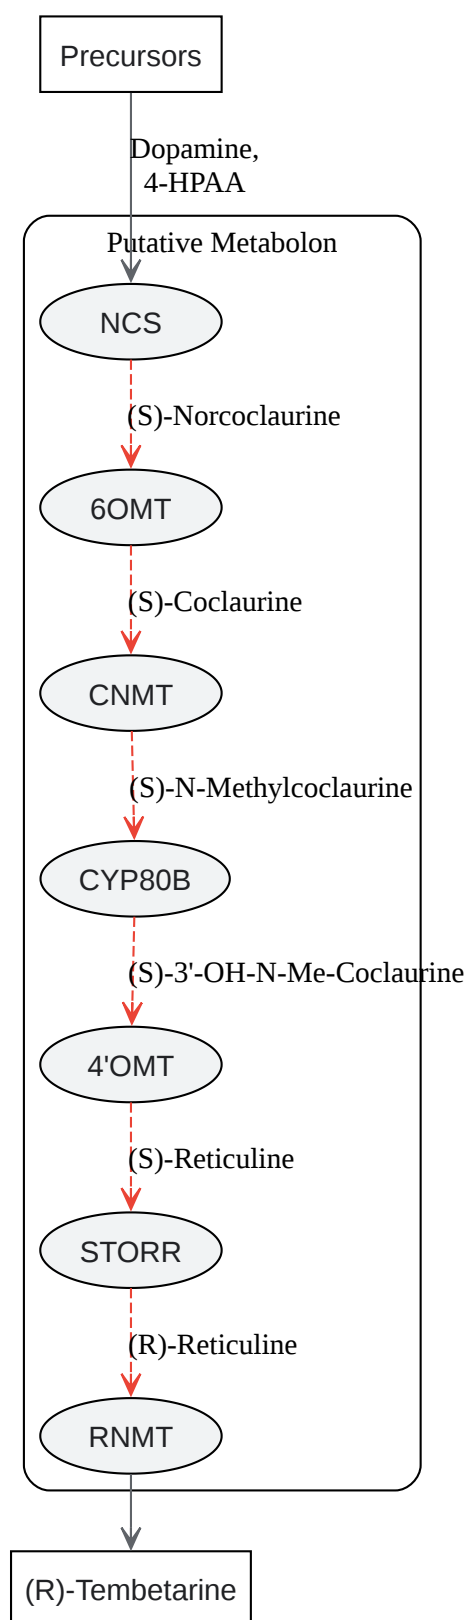 Precursors
Dopamine,
4-HPAA
Putative Metabolon
NCS
(S)-Norcoclaurine
6OMT
(S)-Coclaurine
CNMT
(S)-N-Methylcoclaurine
CYP80B
(S)-3'-OH-N-Me-Coclaurine
4'OMT
(S)-Reticuline
STORR
(R)-Reticuline
RNMT
(R)-Tembetarine